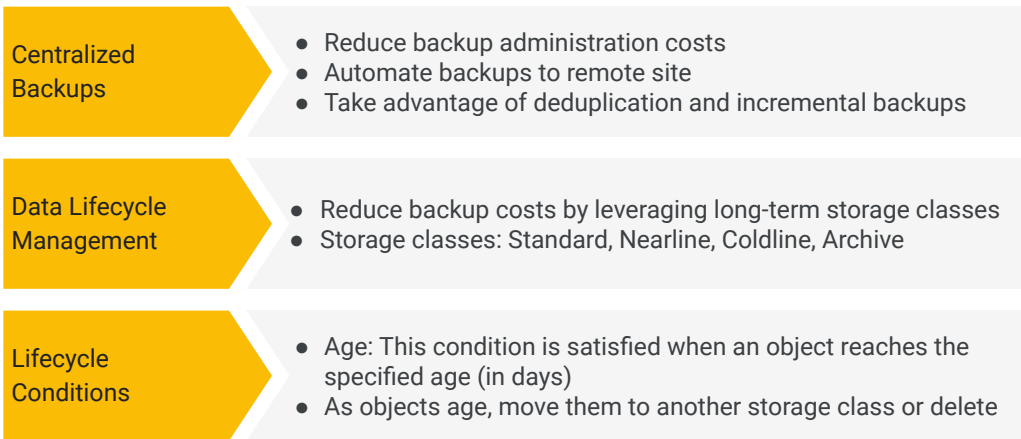 Centralized
Backups
● Reduce backup administration costs
● Automate backups to remote site
● Take advantage of deduplication and incremental backups
Data Lifecycle
Management
● Reduce backup costs by leveraging long-term storage classes
● Storage classes: Standard, Nearline, Coldline, Archive
Lifecycle
Conditions
● Age: This condition is satisfied when an object reaches the
specified age (in days)
● As objects age, move them to another storage class or delete